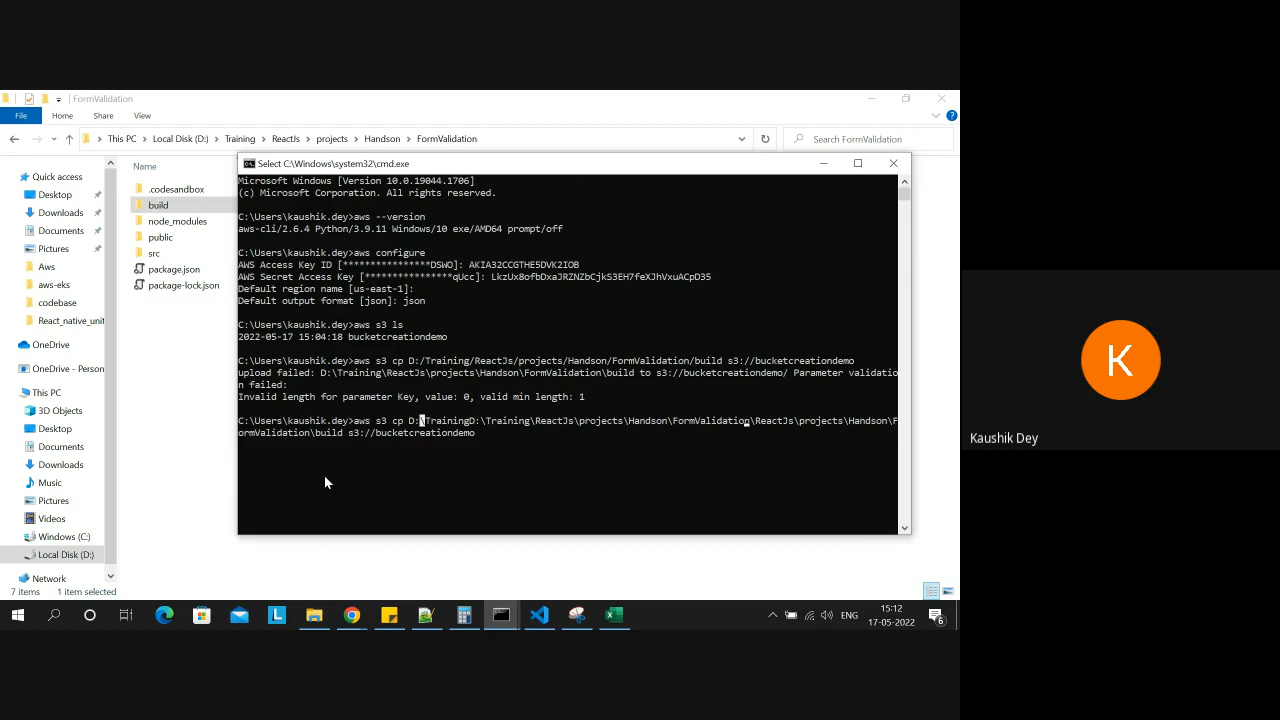 FormValidation
File
Home
Share
View
This PC
Local Disk (D:)
Training
ReactJs
projects
Handson
FormValidation
Search FormValidation
Name
Quick access
Desktop
Downloads
Documents
Pictures
Aws
aws-eks
codebase
React_native_unit
OneDrive
OneDrive - Person
This PC
3D Objects
Desktop
Documents
Downloads
Music
Pictures
Videos
Windows (C:)
Local Disk (D:)
Network
.codesandbox
build
node_modules
public
src
package.json
package-lock.json
7 items
1 item selected
Select C:\Windows\system32\cmd.exe
Microsoft Windows [Version 10.0.19044.1706]
(c) Microsoft Corporation. All rights reserved.
C:\Users\kaushik.dey>aws --version
aws-cli/2.6.4 Python/3.9.11 Windows/10 exe/AMD64 prompt/off
C:\Users\kaushik.dey>aws configure
AWS Access Key ID [****************DSWO]: AKIA32CCGTHE5DVK2IOB
AWS Secret Access Key [****************qUcc]: 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
Default region name [us-east-1]:
Default output format [json]: json
C:\Users\kaushik.dey>aws s3 ls
2022-05-17 15:04:18 bucketcreationdemo
C:\Users\kaushik.dey>aws s3 cp D:/Training/ReactJs/projects/Handson/FormValidation/build s3://bucketcreationdemo
upload failed: D:\Training\ReactJs\projects\Handson\FormValidation\build to s3://bucketcreationdemo/ Parameter validatio
n failed:
Invalid length for parameter Key, value: 0, valid min length: 1
C:\Users\kaushik.dey>aws s3 cp D:\TrainingD:\Training\ReactJs\projects\Handson\FormValidation\ReactJs\projects\Handson\F
ormValidation\build s3://bucketcreationdemo
ENG
15:12
17-05-2022
6
K
Kaushik Dey